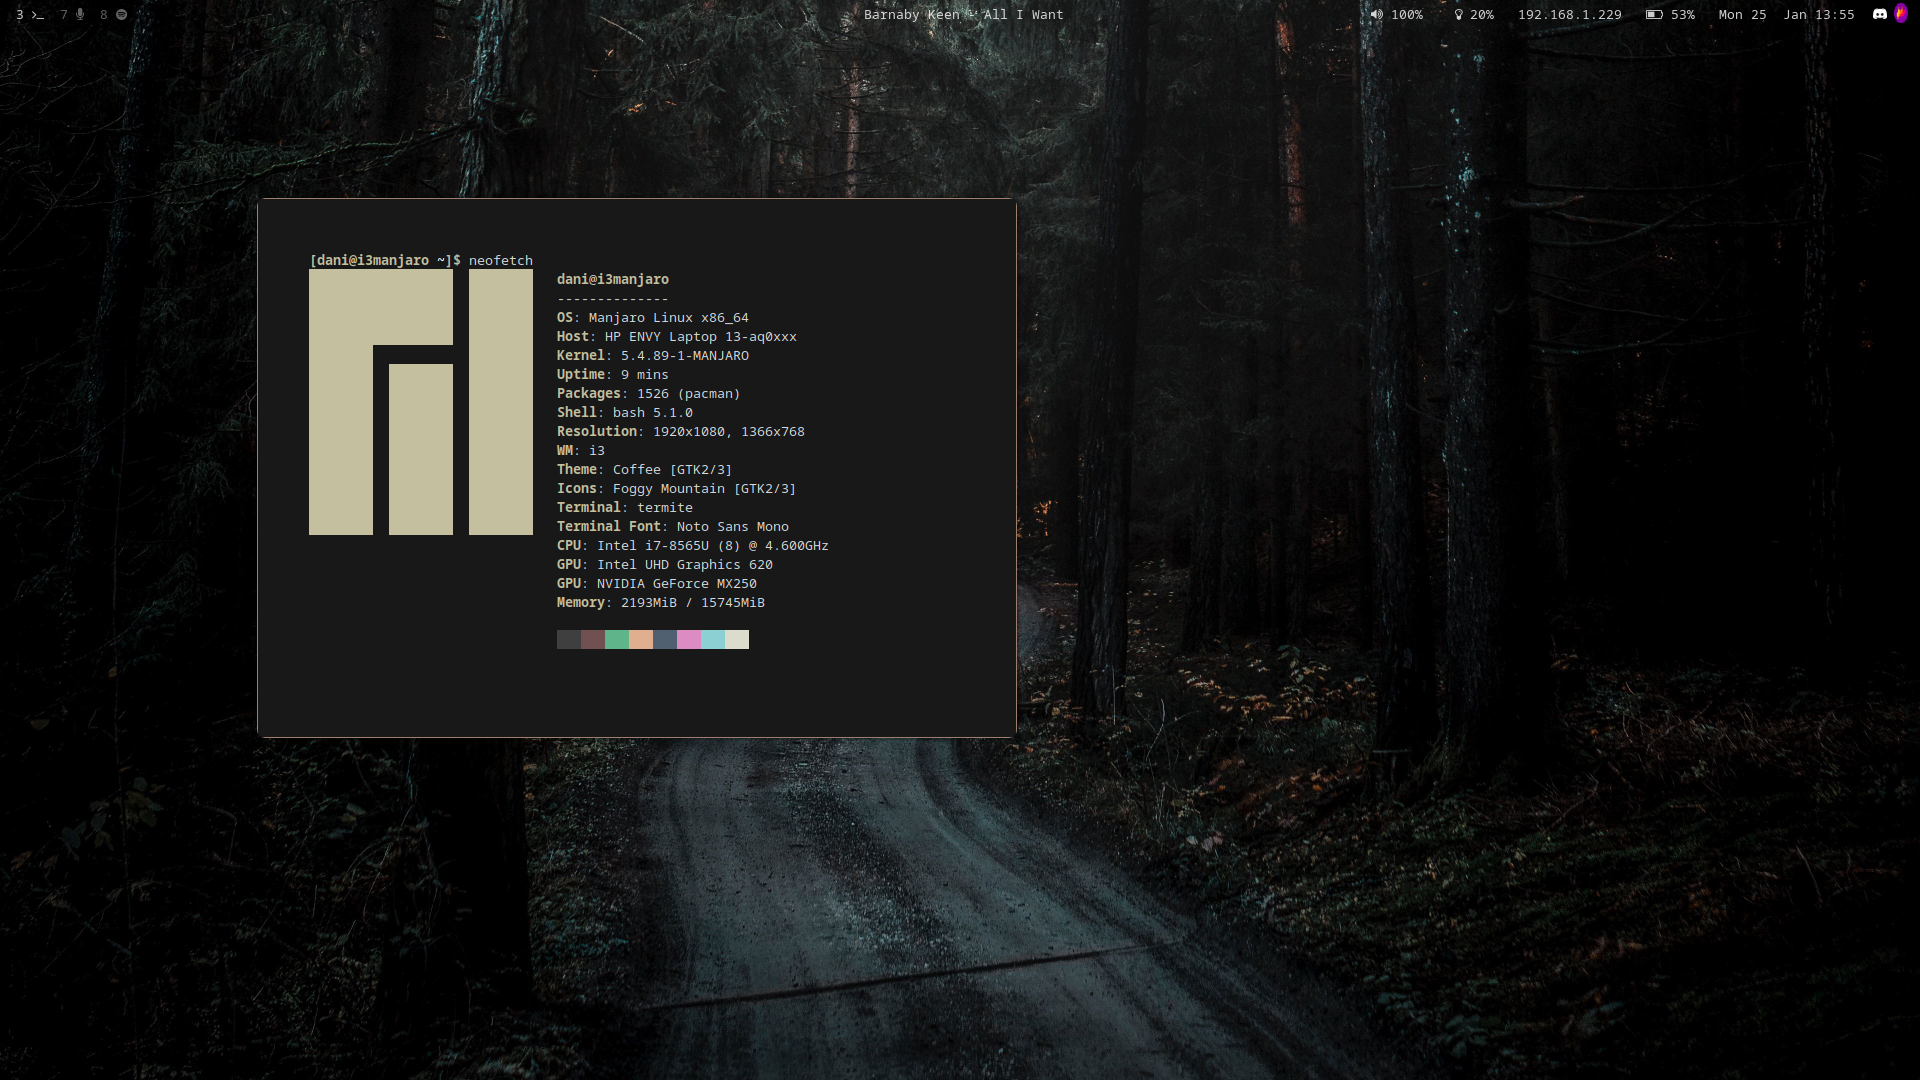 3 7 8 Barnaby Keen - All I Want 100% 20% 192.168.1.229 53% Mon 25 Jan 13:55
[dani@i3manjaro ~]$ neofetch
dani@i3manjaro
--------------
OS: Manjaro Linux x86_64
Host: HP ENVY Laptop 13-aq0xxx
Kernel: 5.4.89-1-MANJARO
Uptime: 9 mins
Packages: 1526 (pacman)
Shell: bash 5.1.0
Resolution: 1920x1080, 1366x768
WM: i3
Theme: Coffee [GTK2/3]
Icons: Foggy Mountain [GTK2/3]
Terminal: termite
Terminal Font: Noto Sans Mono
CPU: Intel i7-8565U (8) @ 4.600GHz
GPU: Intel UHD Graphics 620
GPU: NVIDIA GeForce MX250
Memory: 2193MiB / 15745MiB